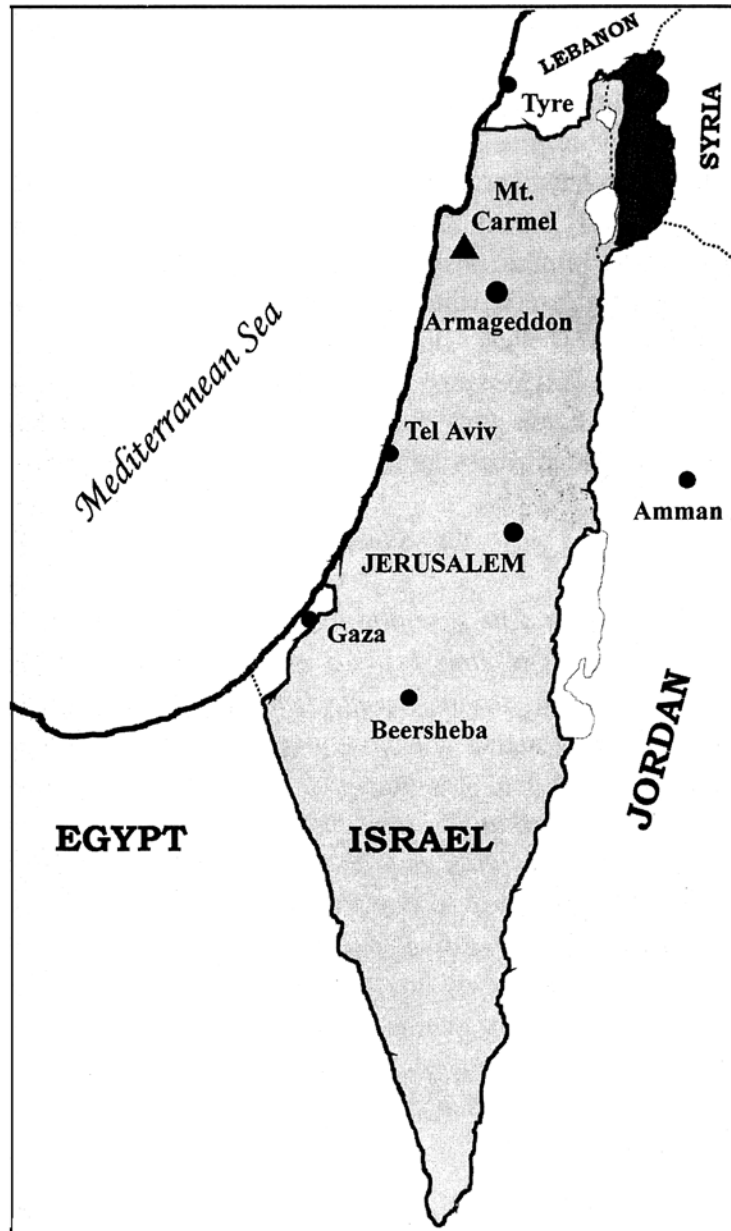 LEBANON
Tyre
SYRIA
Mt.
Carmel
Armageddon
Mediterranean Sea
Tel Aviv
Amman
JERUSALEM
Gaza
Beersheba
JORDAN
EGYPT
ISRAEL